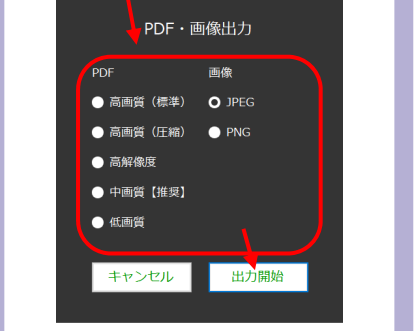 PDF・画像出力
PDF 画像
高画質（標準） JPEG
高画質（圧縮） PNG
高解像度
中画質【推奨】
低画質
キャンセル 出力開始